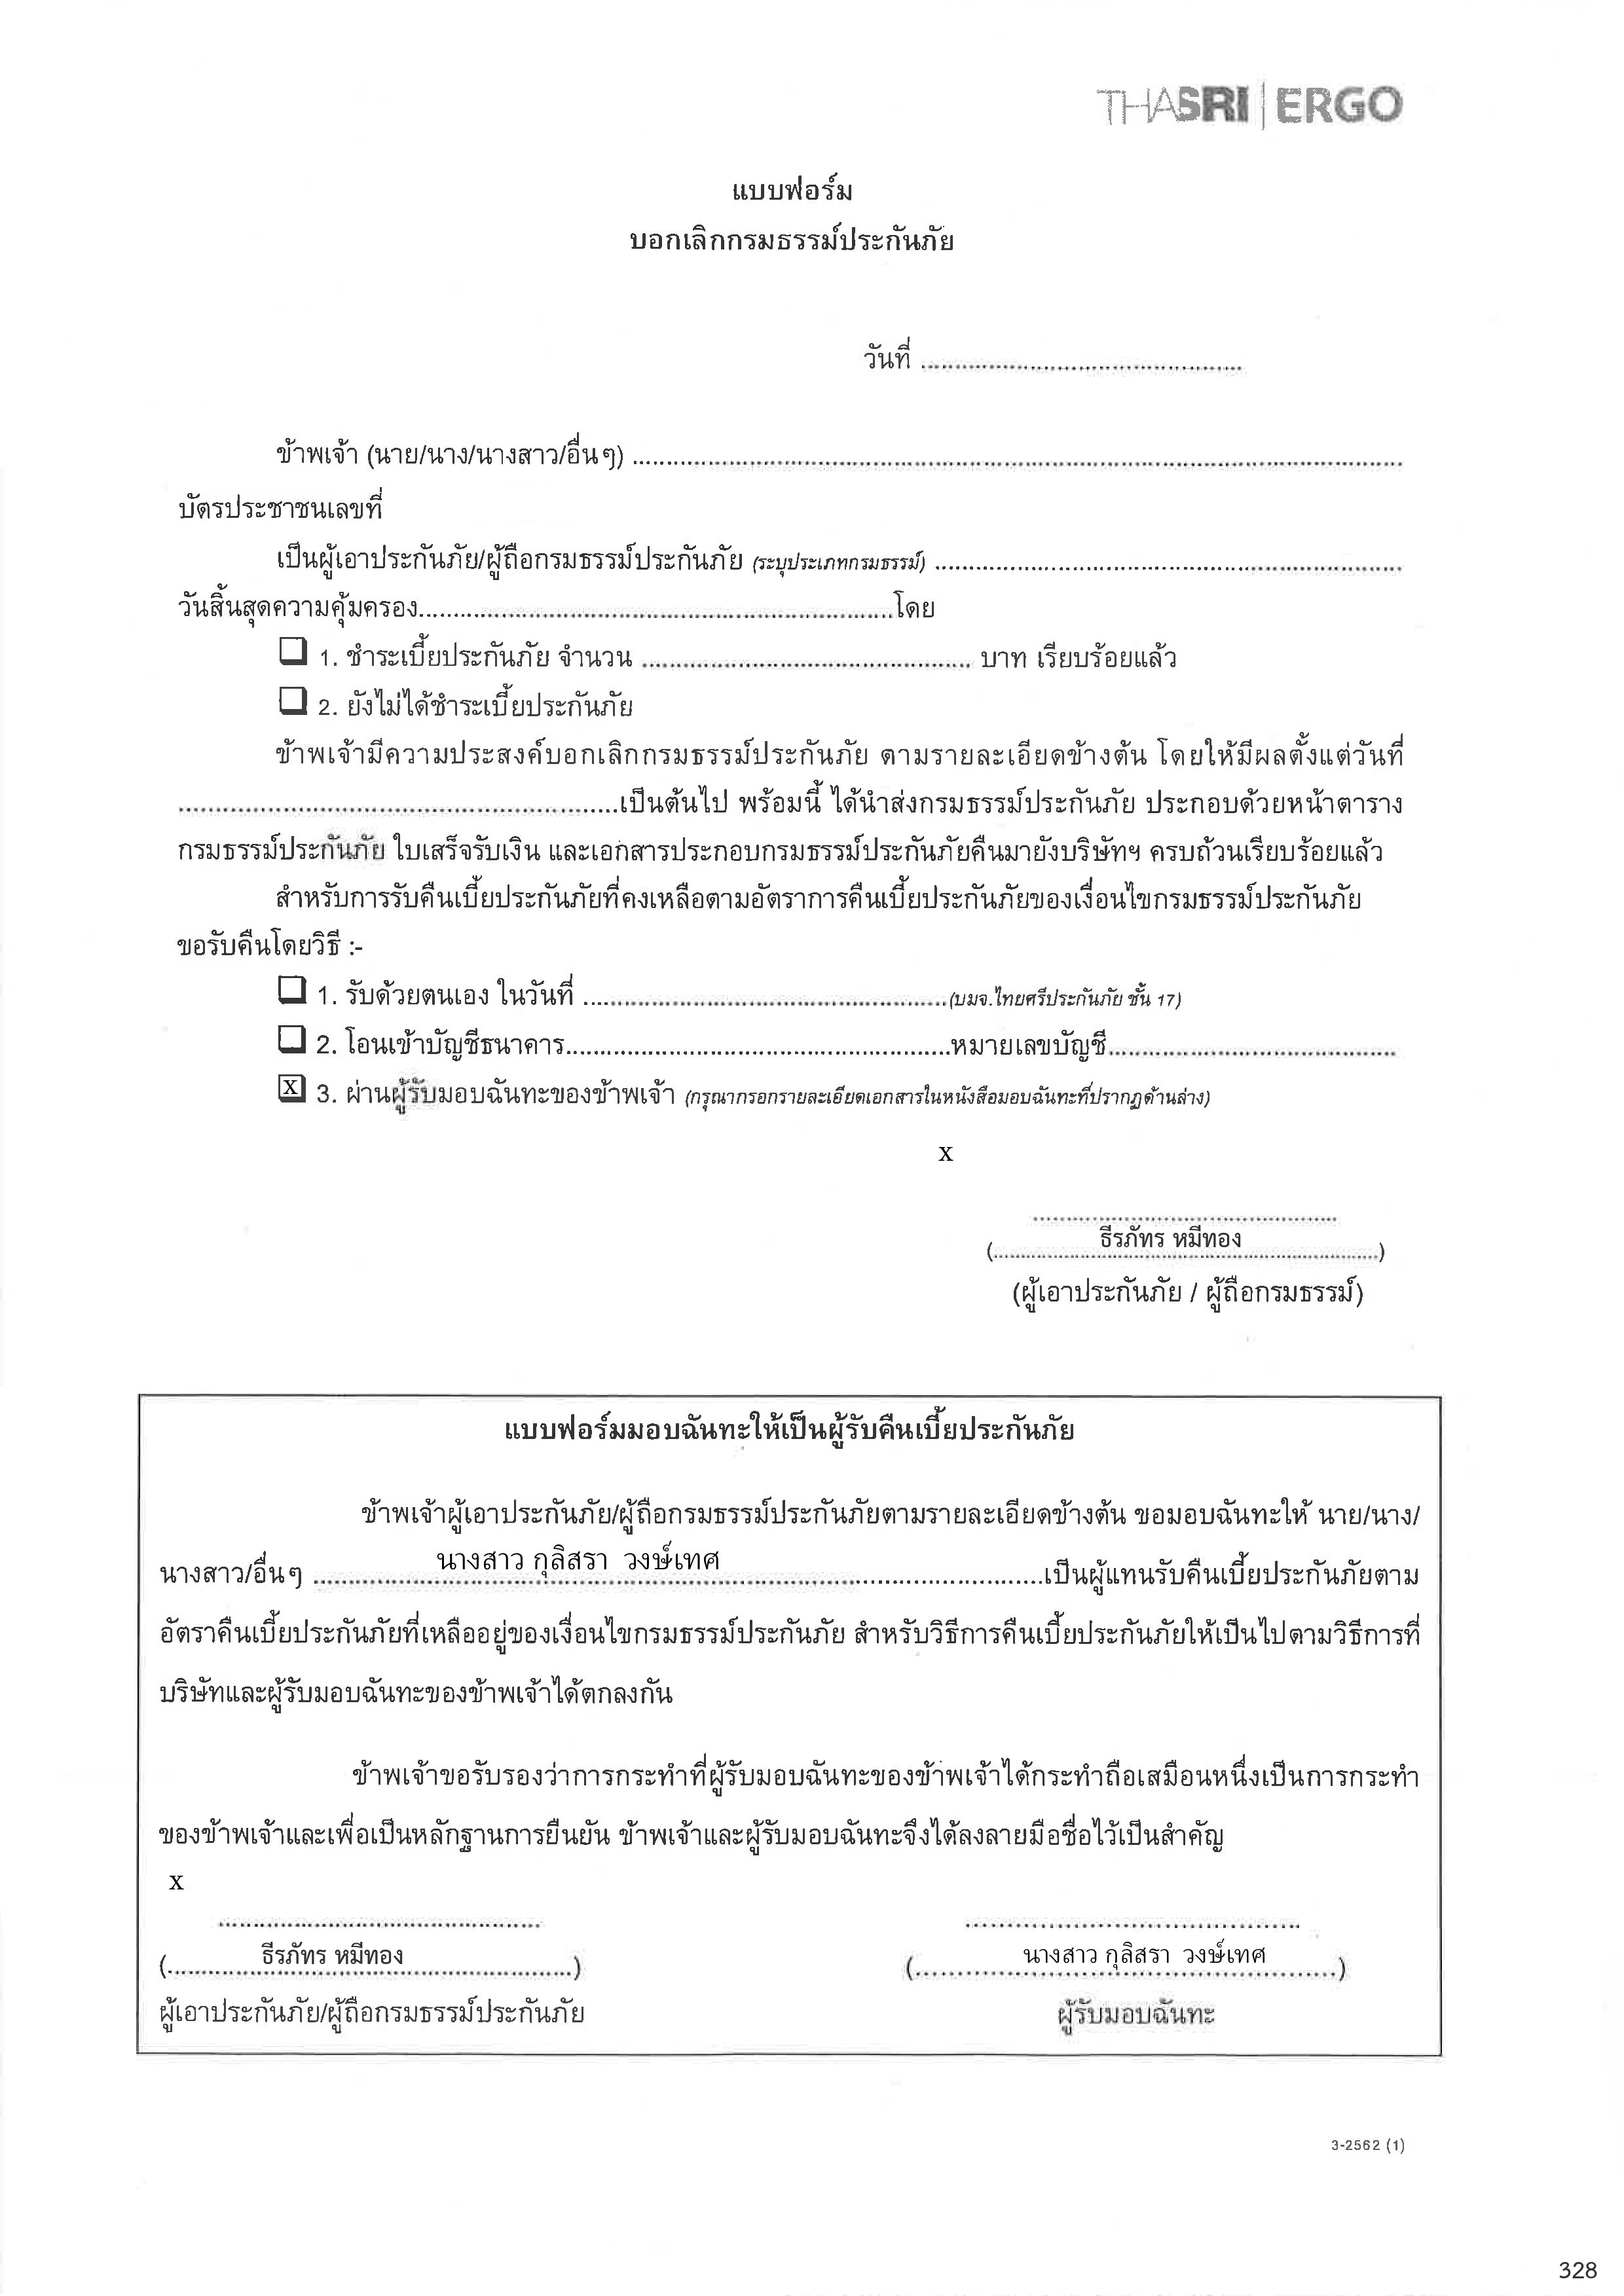 THASRI | ERGO
แบบฟอร์ม
บอกเลิกกรมธรรม์ประกันภัย
วันที่ ................................................
ข้าพเจ้า (นาย/นาง/นางสาว/อื่นๆ) ................................................
บัตรประชาชนเลขที่
เป็นผู้เอาประกันภัย/ผู้ถือกรมธรรม์ประกันภัย (ระบุประเภทกรมธรรม์) ................................................
วันสิ้นสุดความคุ้มครอง................................................โดย
☐ 1. ชำระเบี้ยประกันภัย จำนวน ................................................ บาท เรียบร้อยแล้ว
☐ 2. ยังไม่ได้ชำระเบี้ยประกันภัย
ข้าพเจ้ามีความประสงค์บอกเลิกกรมธรรม์ประกันภัย ตามรายละเอียดข้างต้น โดยให้มีผลตั้งแต่วันที่
................................................เป็นต้นไป พร้อมนี้ ได้นำส่งกรมธรรม์ประกันภัย ประกอบด้วยหน้าตาราง
กรมธรรม์ประกันภัย ใบเสร็จรับเงิน และเอกสารประกอบกรมธรรม์ประกันภัยคืนมายังบริษัทฯ ครบถ้วนเรียบร้อยแล้ว
สำหรับการรับคืนเบี้ยประกันภัยที่คงเหลือตามอัตราการคืนเบี้ยประกันภัยของเงื่อนไขกรมธรรม์ประกันภัย
ขอรับคืนโดยวิธี :-
☐ 1. รับด้วยตนเอง ในวันที่ ................................................(บมจ.ไทยศรีประกันภัย ชั้น 17)
☐ 2. โอนเข้าบัญชีธนาคาร................................................หมายเลขบัญชี................................................
☒ 3. ผ่านผู้รับมอบฉันทะของข้าพเจ้า (กรุณากรอกรายละเอียดเอกสารในหนังสือมอบฉันทะที่ปรากฏด้านล่าง)
x
................................................
(ธีรภัทร หมีทอง)
(ผู้เอาประกันภัย / ผู้ถือกรมธรรม์)
แบบฟอร์มมอบฉันทะให้เป็นผู้รับคืนเบี้ยประกันภัย
ข้าพเจ้าผู้เอาประกันภัย/ผู้ถือกรมธรรม์ประกันภัยตามรายละเอียดข้างต้น ขอมอบฉันทะให้ นาย/นาง/
นางสาว/อื่นๆ นางสาว กุลิสรา วงษ์เทศ เป็นผู้แทนรับคืนเบี้ยประกันภัยตาม
อัตราคืนเบี้ยประกันภัยที่เหลืออยู่ของเงื่อนไขกรมธรรม์ประกันภัย สำหรับวิธีการคืนเบี้ยประกันภัยให้เป็นไปตามวิธีการที่
บริษัทและผู้รับมอบฉันทะของข้าพเจ้าได้ตกลงกัน
ข้าพเจ้าขอรับรองว่าการกระทำที่ผู้รับมอบฉันทะของข้าพเจ้าได้กระทำถือเสมือนหนึ่งเป็นการกระทำ
ของข้าพเจ้าและเพื่อเป็นหลักฐานการยืนยัน ข้าพเจ้าและผู้รับมอบฉันทะจึงได้ลงลายมือชื่อไว้เป็นสำคัญ
x
................................................ ................................................
(ธีรภัทร หมีทอง) (นางสาว กุลิสรา วงษ์เทศ)
ผู้เอาประกันภัย/ผู้ถือกรมธรรม์ประกันภัย ผู้รับมอบฉันทะ
3-2562 (1)
328